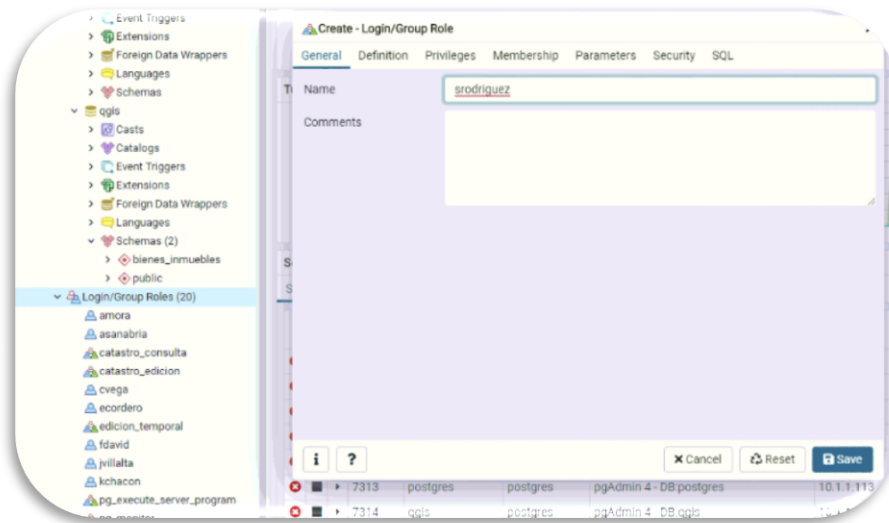 Event Triggers
Extensions
Foreign Data Wrappers
Languages
Schemas
qgis
Casts
Catalogs
Event Triggers
Extensions
Foreign Data Wrappers
Languages
Schemas (2)
bienes_inmuebles
public
Login/Group Roles (20)
amora
asanabria
catastro_consulta
catastro_edicion
cvega
ecordero
edicion_temporal
fdavid
jvillalta
kchacon
pg_execute_server_program
pg_monitor
Create - Login/Group Role
General Definition Privileges Membership Parameters Security SQL
Name srodriguez
Comments
i ? Cancel Reset Save
7313 postgres postgres pgAdmin 4 - DB:postgres 10.1.1.113
7314 qgis postgres pgAdmin 4 - DB:qgis